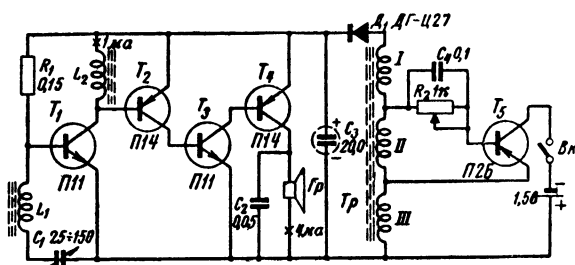 Д₁ ДГ-Ц27
×1ма
R₁
0,15
L₂
T₂
T₄
I
C₄ 0,1
T₁
T₃
R₂ 1к
T₅
П14
П14
C₃
20,0
+
−
II
Вк
П11
П11
П26
L₁
C₂
0,05
Гр
Тр
III
1,5в
−
+
×4ма
C₁ 25÷150